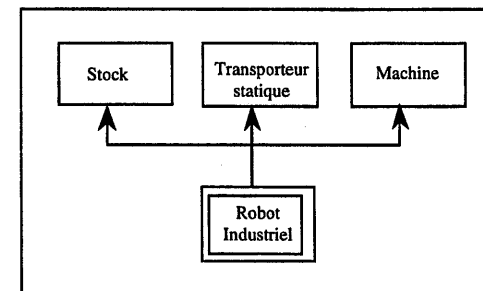 Stock
Transporteur
statique
Machine
Robot
Industriel